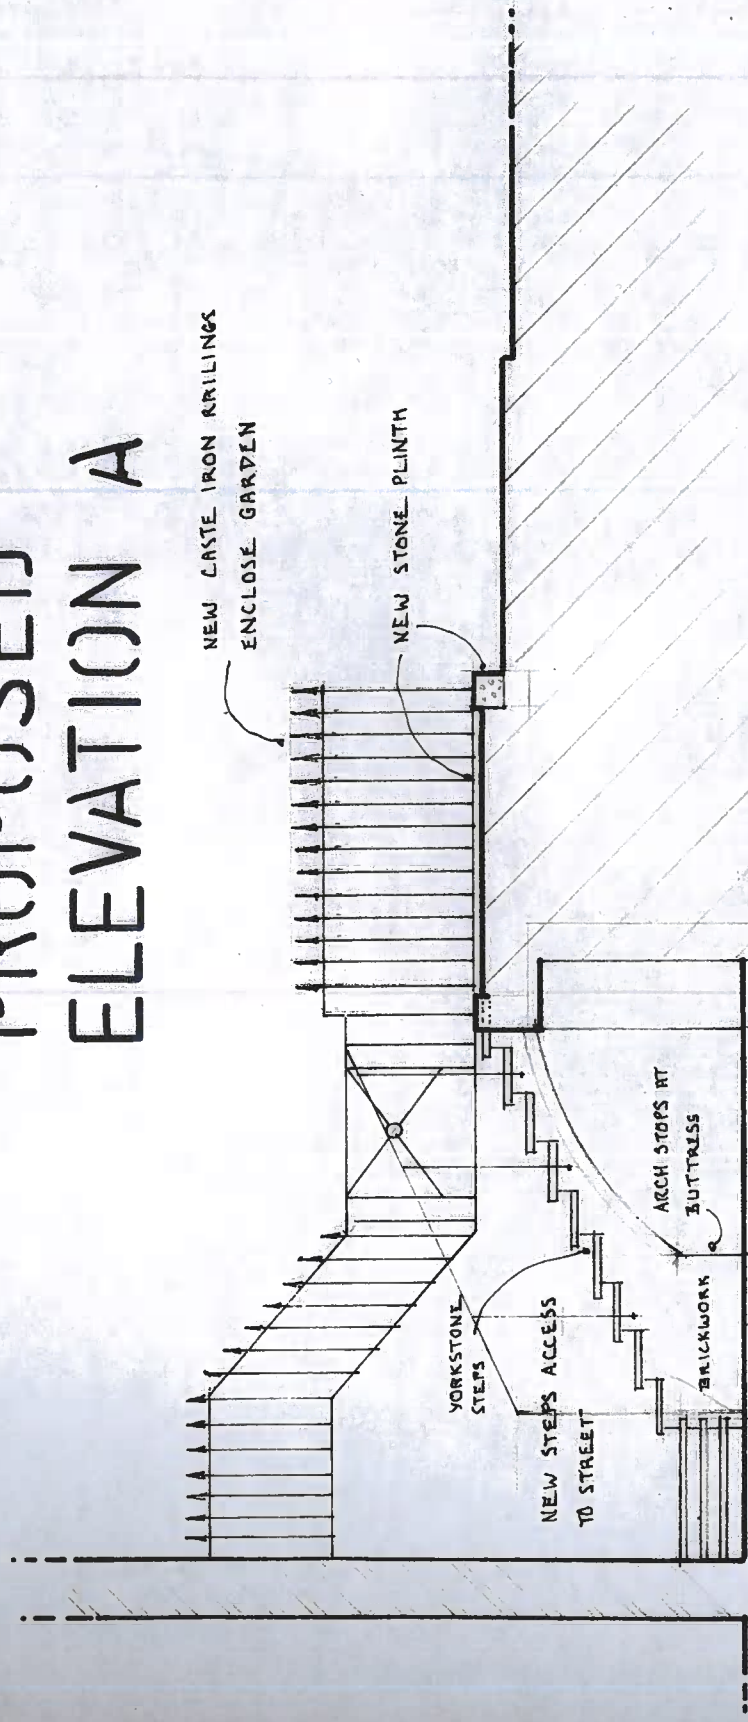 PROPOSED
ELEVATION A
NEW CASTE IRON RAILINGS
ENCLOSE GARDEN
NEW STONE PLINTH
YORKSTONE
STEPS
NEW STEPS ACCESS
TO STREET
ARCH STOPS AT
BUTTRESS
BRICKWORK